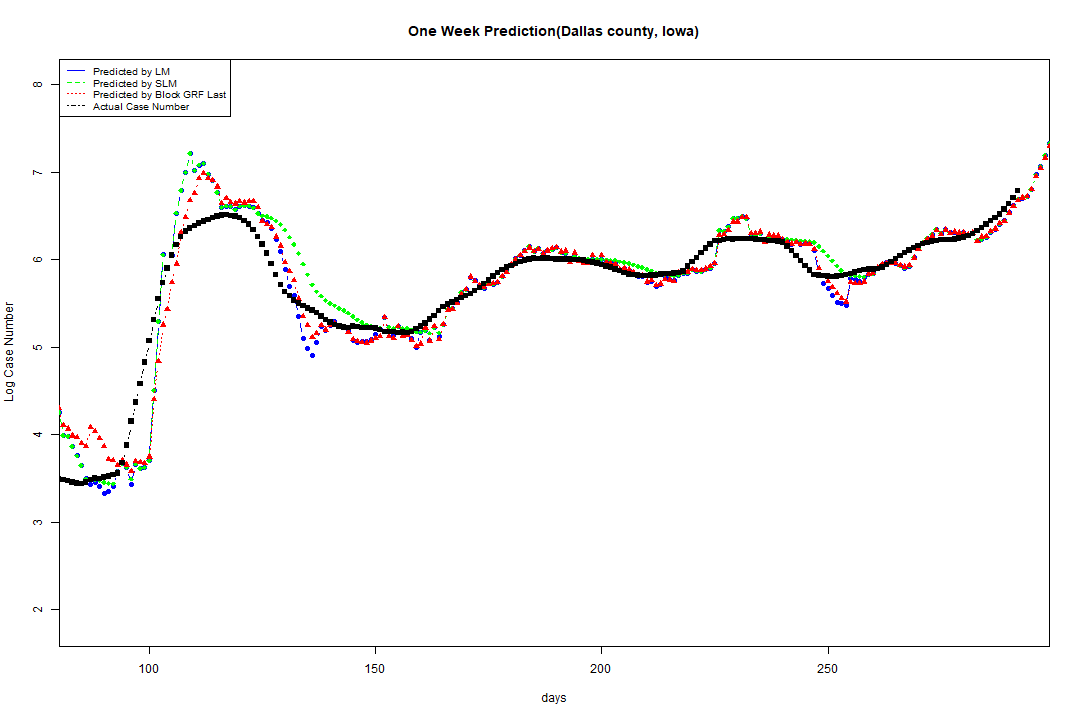 One Week Prediction(Dallas county, Iowa)
Predicted by LM
Predicted by SLM
Predicted by Block GRF Last
Actual Case Number
8
7
6
5
4
3
2
Log Case Number
100 150 200 250
days